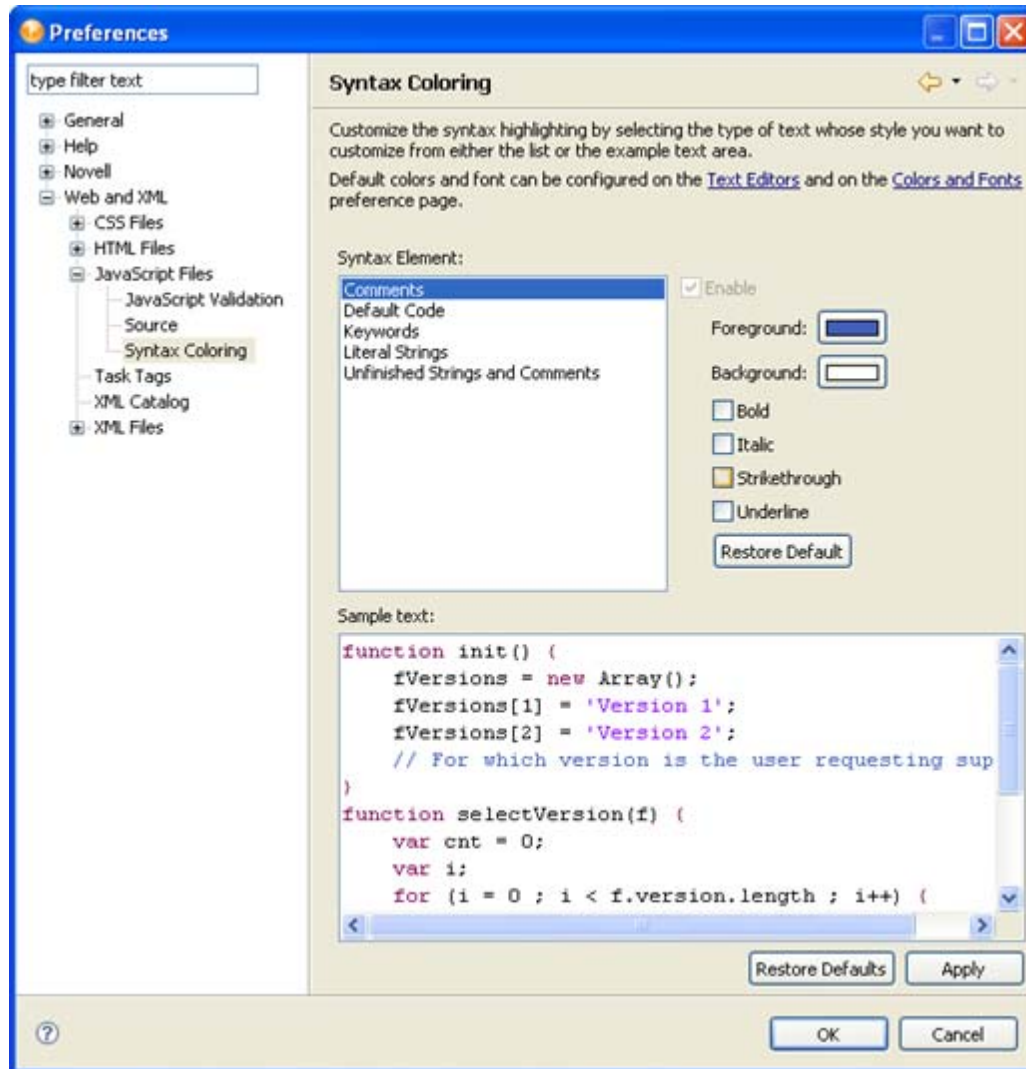 Preferences
type filter text
General
Help
Novell
Web and XML
CSS Files
HTML Files
JavaScript Files
JavaScript Validation
Source
Syntax Coloring
Task Tags
XML Catalog
XML Files
Syntax Coloring
Customize the syntax highlighting by selecting the type of text whose style you want to
customize from either the list or the example text area.
Default colors and font can be configured on the Text Editors and on the Colors and Fonts
preference page.
Syntax Element:
Comments
Default Code
Keywords
Literal Strings
Unfinished Strings and Comments
Enable
Foreground:
Background:
Bold
Italic
Strikethrough
Underline
Restore Default
Sample text:
function init() {
    fVersions = new Array();
    fVersions[1] = 'Version 1';
    fVersions[2] = 'Version 2';
    // For which version is the user requesting sup
}
function selectVersion(f) {
    var cnt = 0;
    var i;
    for (i = 0 ; i < f.version.length ; i++) {
Restore Defaults
Apply
?
OK
Cancel